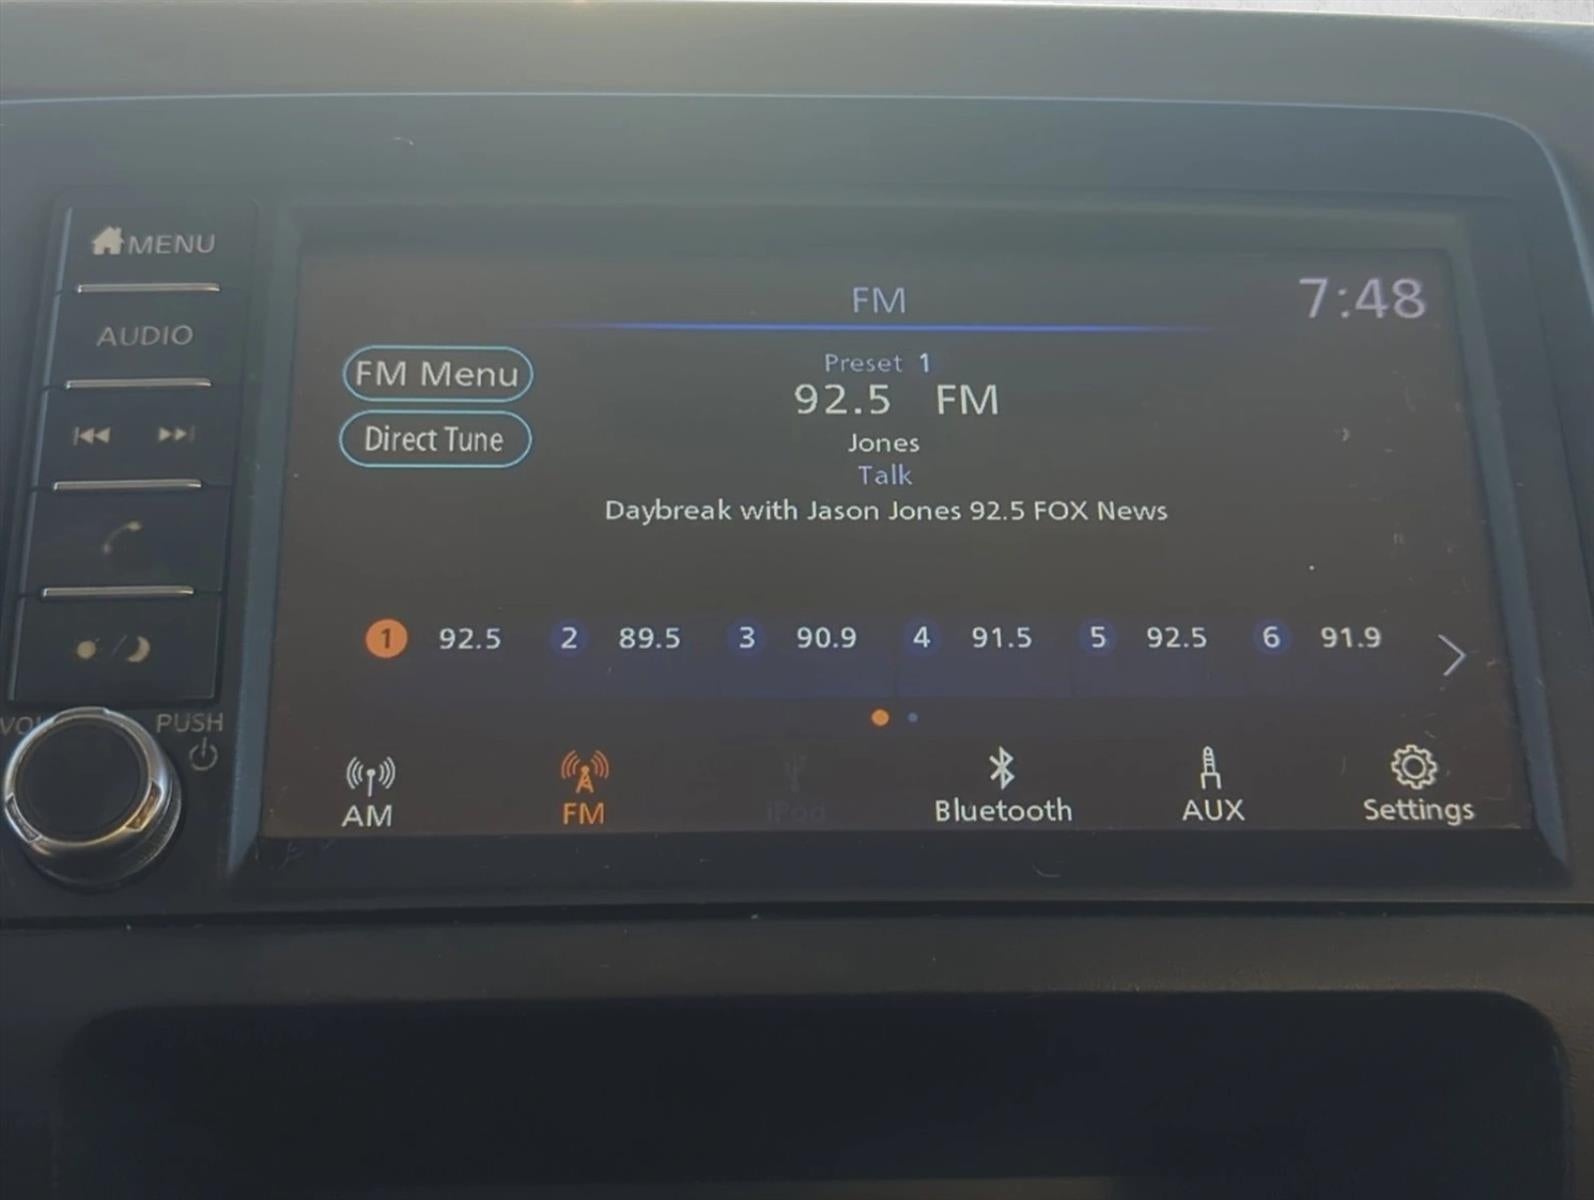 MENU
AUDIO
VOL PUSH
FM
7:48
FM Menu
Direct Tune
Preset 1
92.5 FM
Jones
Talk
Daybreak with Jason Jones 92.5 FOX News
1 92.5 2 89.5 3 90.9 4 91.5 5 92.5 6 91.9
AM FM iPod Bluetooth AUX Settings